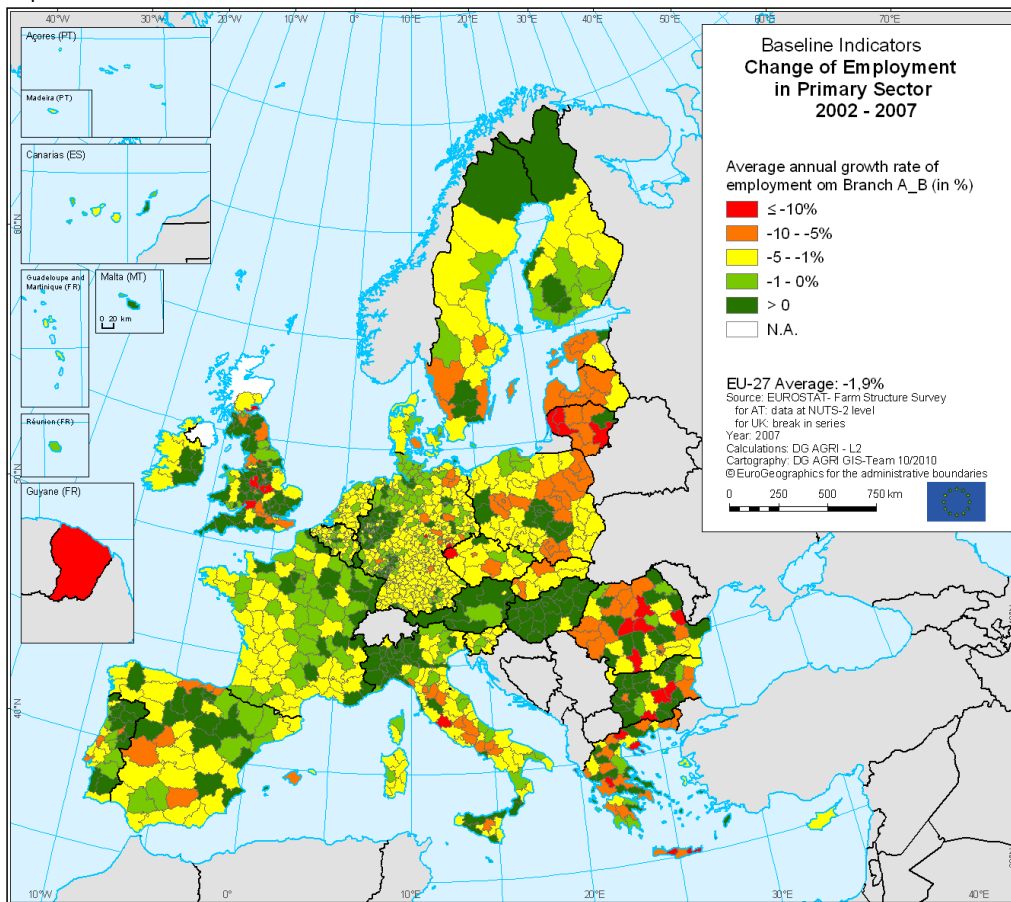 40°W
30°W
20°W
10°W
0°
10°E
20°E
30°E
40°E
50°E
60°E
70°E
Açores (PT)
Madeira (PT)
Canarias (ES)
Guadeloupe and
Martinique (FR)
Malta (MT)
0 20 km
Réunion (FR)
Guyane (FR)
60°N
50°N
40°N
Baseline Indicators
Change of Employment
in Primary Sector
2002 - 2007
Average annual growth rate of
employment om Branch A_B (in %)
≤ -10%
-10 - -5%
-5 - -1%
-1 - 0%
> 0
N.A.
EU-27 Average: -1,9%
Source: EUROSTAT- Farm Structure Survey
for AT: data at NUTS-2 level
for UK: break in series
Year: 2007
Calculations: DG AGRI - L2
Cartography: DG AGRI GIS-Team 10/2010
© EuroGeographics for the administrative boundaries
0 250 500 750 km
10°W
0°
10°E
20°E
30°E
40°E